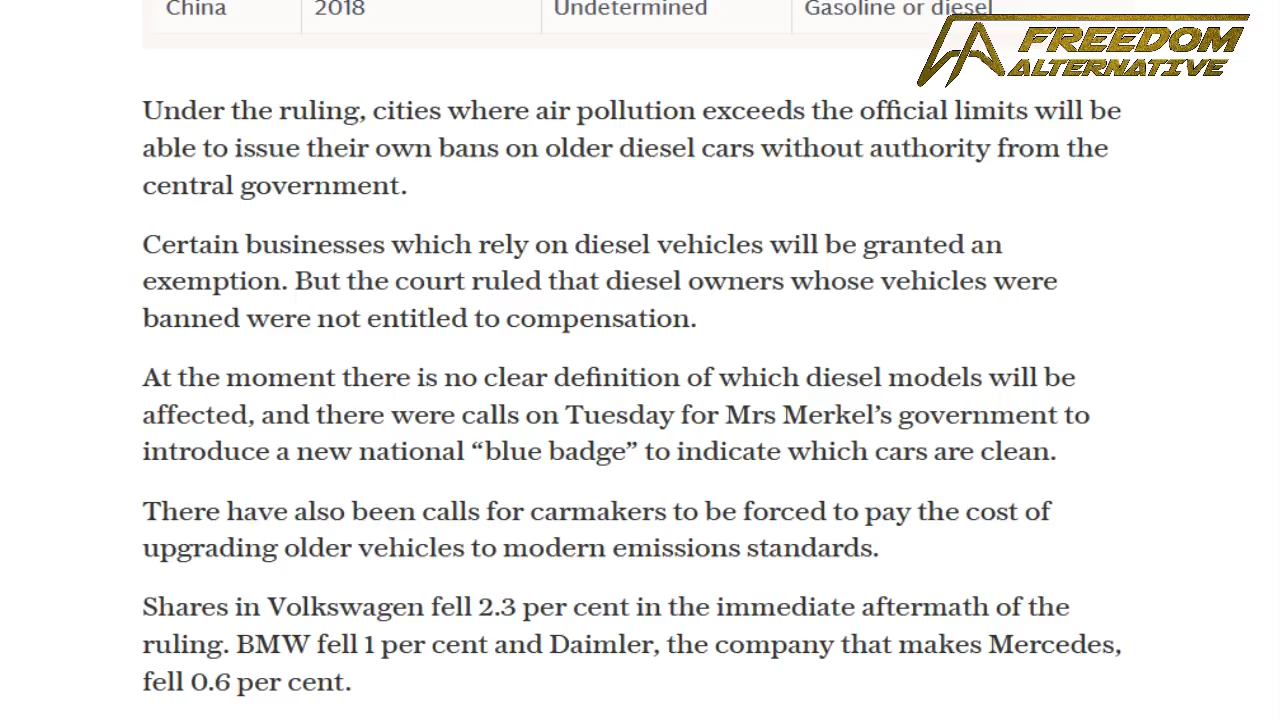 China 2018 Undetermined Gasoline or diesel
FREEDOM
ALTERNATIVE
Under the ruling, cities where air pollution exceeds the official limits will be
able to issue their own bans on older diesel cars without authority from the
central government.
Certain businesses which rely on diesel vehicles will be granted an
exemption. But the court ruled that diesel owners whose vehicles were
banned were not entitled to compensation.
At the moment there is no clear definition of which diesel models will be
affected, and there were calls on Tuesday for Mrs Merkel’s government to
introduce a new national “blue badge” to indicate which cars are clean.
There have also been calls for carmakers to be forced to pay the cost of
upgrading older vehicles to modern emissions standards.
Shares in Volkswagen fell 2.3 per cent in the immediate aftermath of the
ruling. BMW fell 1 per cent and Daimler, the company that makes Mercedes,
fell 0.6 per cent.